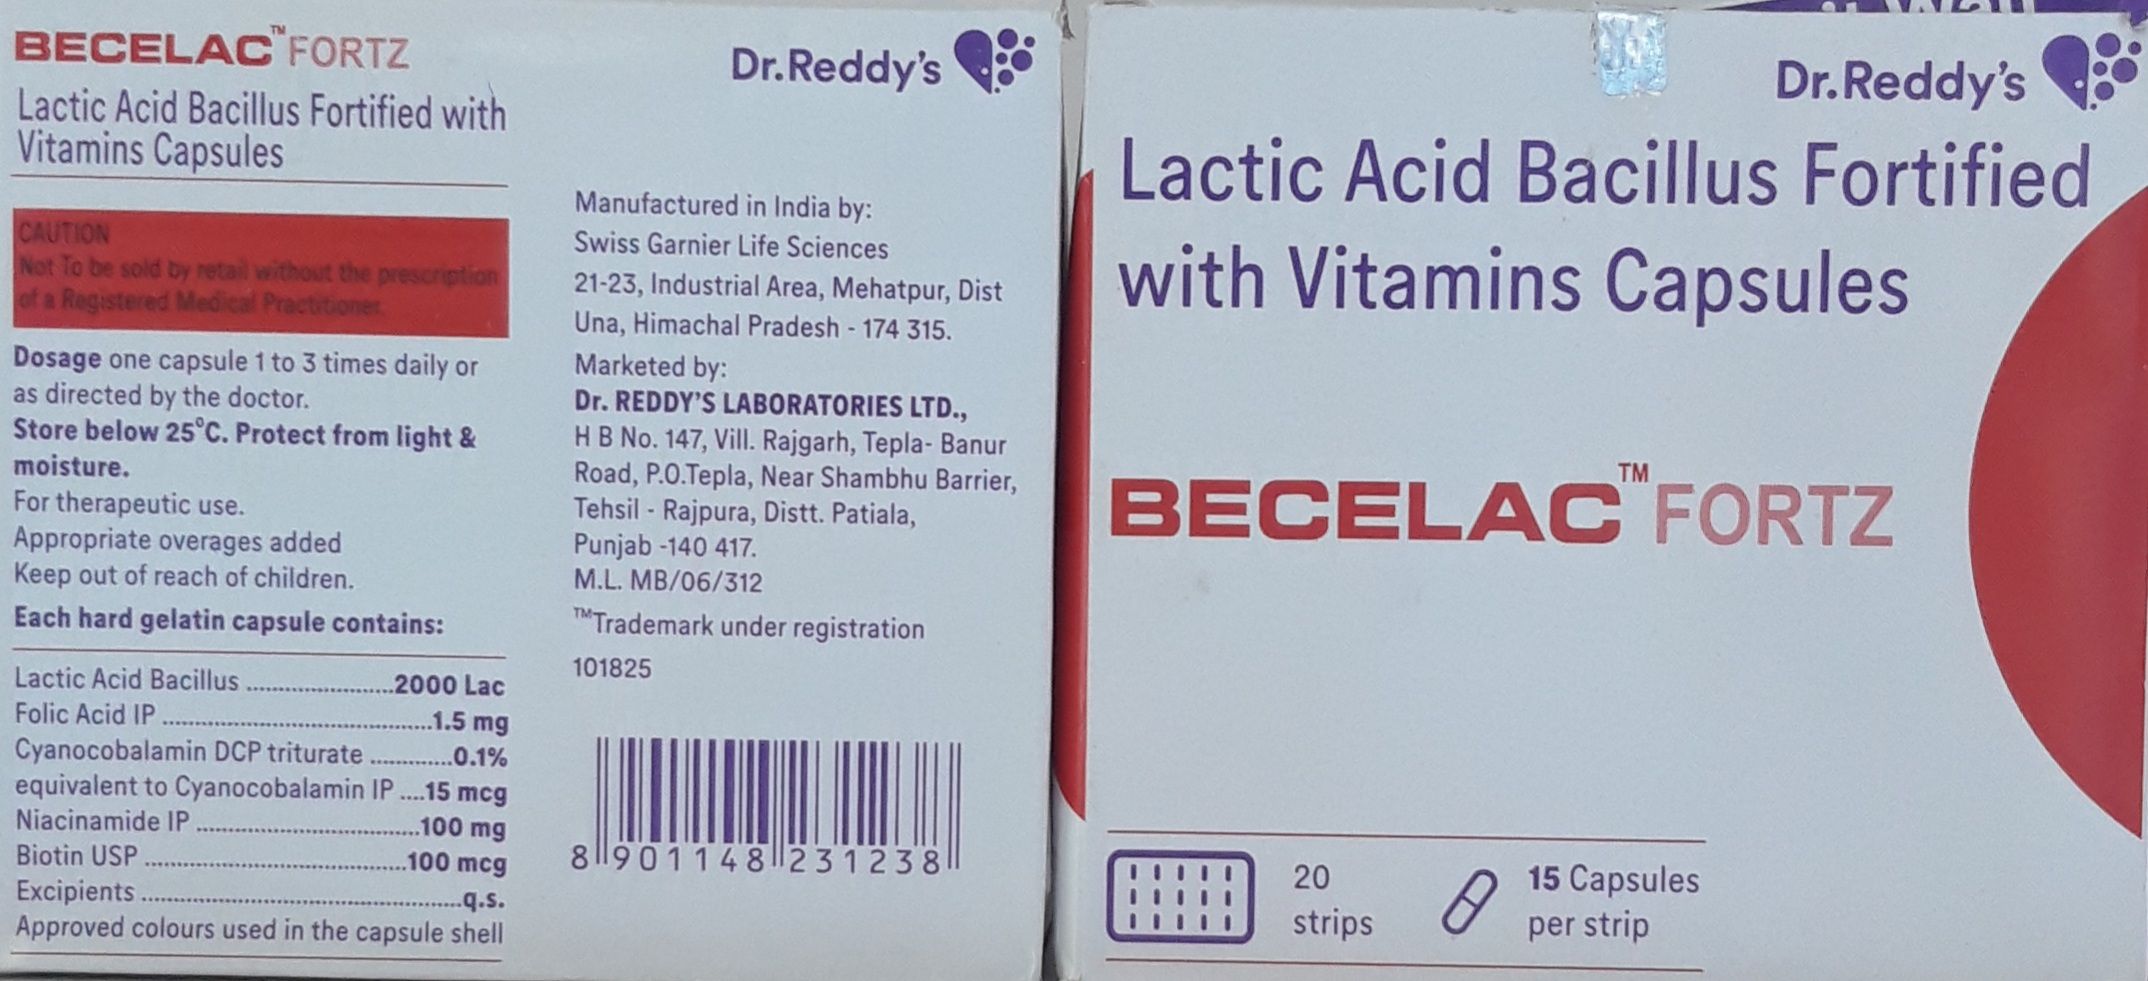 BECELAC™ FORTZ
Lactic Acid Bacillus Fortified with
Vitamins Capsules
CAUTION
Not To be sold by retail without the prescription
of a Registered Medical Practitioner.
Dosage one capsule 1 to 3 times daily or
as directed by the doctor.
Store below 25°C. Protect from light &
moisture.
For therapeutic use.
Appropriate overages added
Keep out of reach of children.
Each hard gelatin capsule contains:
Lactic Acid Bacillus ........................2000 Lac
Folic Acid IP ............................................1.5 mg
Cyanocobalamin DCP triturate .............0.1%
equivalent to Cyanocobalamin IP ....15 mcg
Niacinamide IP .....................................100 mg
Biotin USP ...........................................100 mcg
Excipients ....................................................q.s.
Approved colours used in the capsule shell
Dr.Reddy's
Manufactured in India by:
Swiss Garnier Life Sciences
21-23, Industrial Area, Mehatpur, Dist
Una, Himachal Pradesh - 174 315.
Marketed by:
Dr. REDDY'S LABORATORIES LTD.,
H B No. 147, Vill. Rajgarh, Tepla- Banur
Road, P.O.Tepla, Near Shambhu Barrier,
Tehsil - Rajpura, Distt. Patiala,
Punjab -140 417.
M.L. MB/06/312
™Trademark under registration
101825
8 901148 231238
Dr.Reddy's
Lactic Acid Bacillus Fortified
with Vitamins Capsules
BECELAC™ FORTZ
20
strips
15 Capsules
per strip